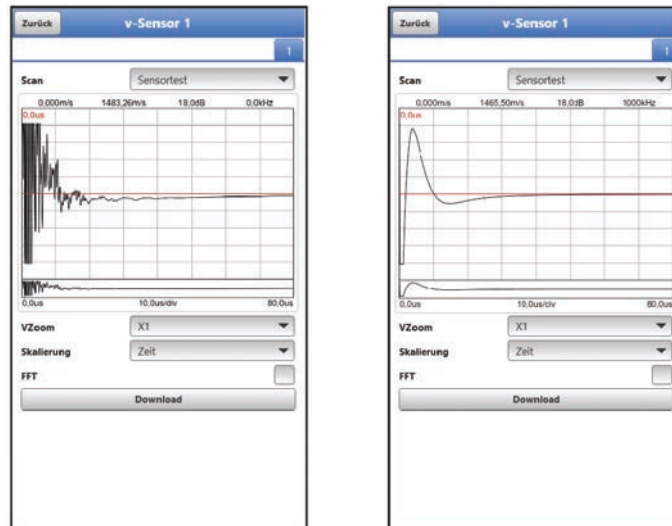 Zurück v-Sensor 1
1
Scan Sensortest
0.000m/s 1483,26m/s 18,0dB 0.0kHz
0,0us
0,0us 10,0us/div 80,0us
VZoom X1
Skalierung Zeit
FFT
Download
Zurück v-Sensor 1
1
Scan Sensortest
0.000m/s 1465.50m/s 18.0dB 1000kHz
0,0us
0,0us 10,0us/div 80,0us
VZoom X1
Skalierung Zeit
FFT
Download